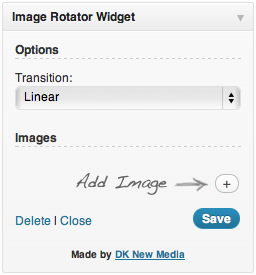 Image Rotator Widget
Options
Transition:
Linear
Images
Add Image
+
Delete | Close
Save
Made by DK New Media